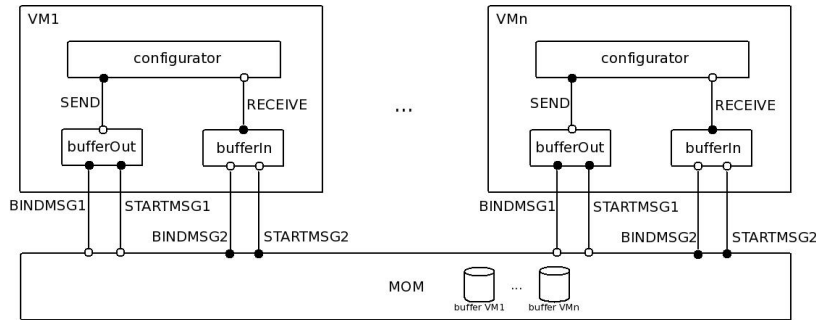 VM1
configurator
SEND
RECEIVE
bufferOut
bufferIn
BINDMSG1
STARTMSG1
BINDMSG2
STARTMSG2
...
VMn
configurator
SEND
RECEIVE
bufferOut
bufferIn
BINDMSG1
STARTMSG1
BINDMSG2
STARTMSG2
MOM
...
buffer VM1
buffer VMn